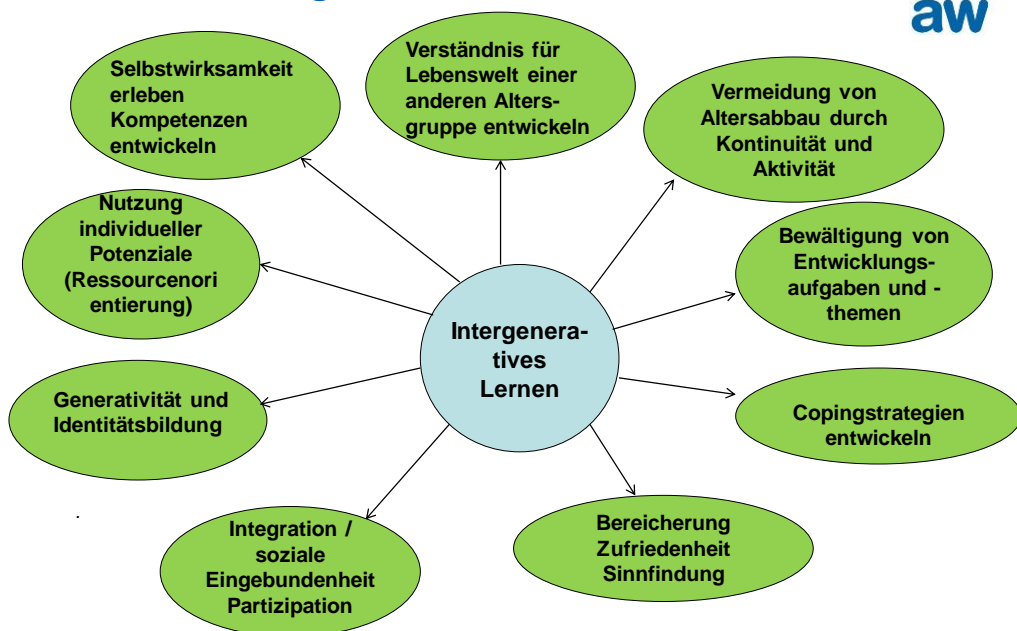 aw
Selbstwirksamkeit
erleben
Kompetenzen
entwickeln
Verständnis für
Lebenswelt einer
anderen Alters-
gruppe entwickeln
Vermeidung von
Altersabbau durch
Kontinuität und
Aktivität
Nutzung
individueller
Potenziale
(Ressourcenori
entierung)
Bewältigung von
Entwicklungs-
aufgaben und -
themen
Intergenera-
tives
Lernen
Generativität und
Identitätsbildung
Copingstrategien
entwickeln
Integration /
soziale
Eingebundenheit
Partizipation
Bereicherung
Zufriedenheit
Sinnfindung